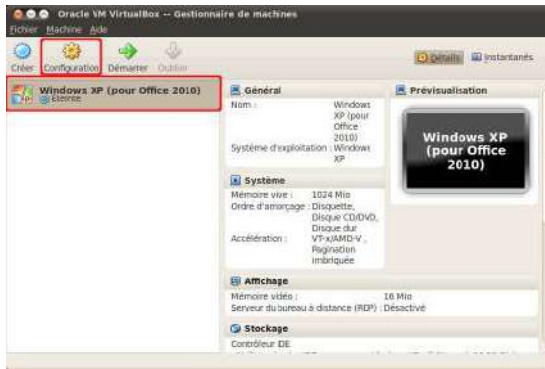 Oracle VM VirtualBox -- Gestionnaire de machines
Fichier Machine Aide
Créer Configuration Démarrer Oublier
Détails Instantanés
Windows XP (pour Office 2010)
Éteinte
Général
Nom : Windows XP (pour Office 2010)
Système d'exploitation : Windows XP
Prévisualisation
Windows XP
(pour Office
2010)
Système
Mémoire vive : 1024 Mio
Ordre d'amorçage : Disquette,
Disque CD/DVD,
Disque dur
Accélération : VT-x/AMD-V ,
Pagination
imbriquée
Affichage
Mémoire vidéo : 16 Mio
Serveur du bureau à distance (RDP) : Désactivé
Stockage
Contrôleur IDE